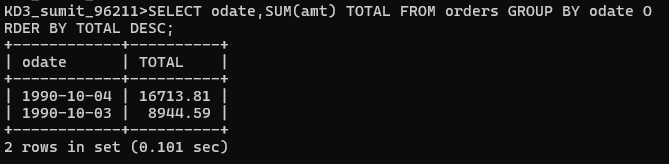 KD3_sumit_96211>SELECT odate,SUM(amt) TOTAL FROM orders GROUP BY odate O
RDER BY TOTAL DESC;
+------------+----------+
| odate      | TOTAL    |
+------------+----------+
| 1990-10-04 | 16713.81 |
| 1990-10-03 |  8944.59 |
+------------+----------+
2 rows in set (0.101 sec)